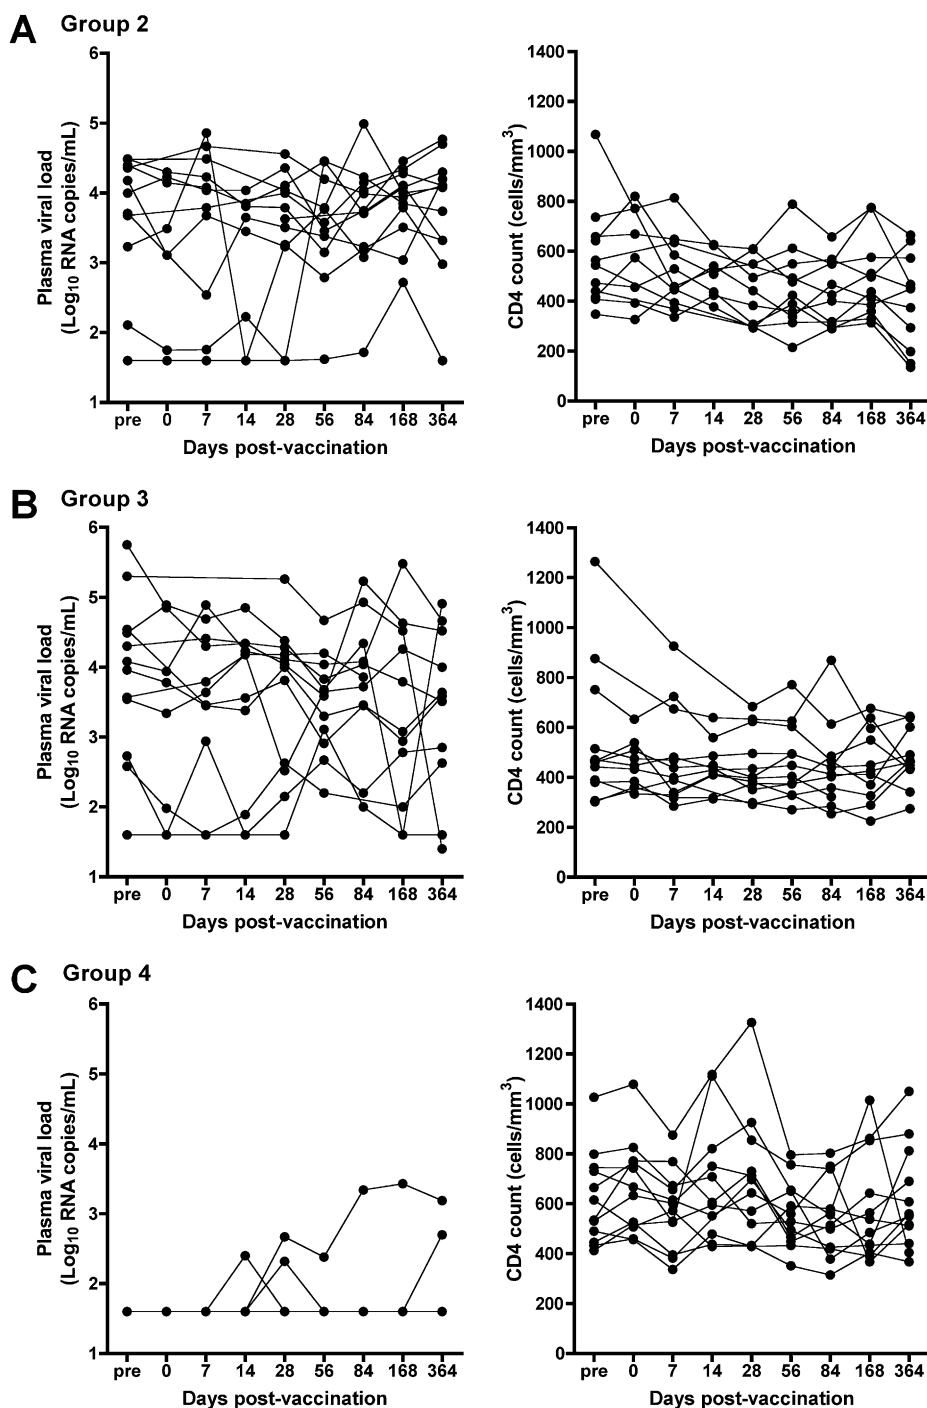 A Group 2
Plasma viral load
(Log10 RNA copies/mL)
6
5
4
3
2
1
pre 0 7 14 28 56 84 168 364
Days post-vaccination
CD4 count (cells/mm3)
1400
1200
1000
800
600
400
200
0
pre 0 7 14 28 56 84 168 364
Days post-vaccination
B Group 3
Plasma viral load
(Log10 RNA copies/mL)
6
5
4
3
2
1
pre 0 7 14 28 56 84 168 364
Days post-vaccination
CD4 count (cells/mm3)
1400
1200
1000
800
600
400
200
0
pre 0 7 14 28 56 84 168 364
Days post-vaccination
C Group 4
Plasma viral load
(Log10 RNA copies/mL)
6
5
4
3
2
1
pre 0 7 14 28 56 84 168 364
Days post-vaccination
CD4 count (cells/mm3)
1400
1200
1000
800
600
400
200
0
pre 0 7 14 28 56 84 168 364
Days post-vaccination